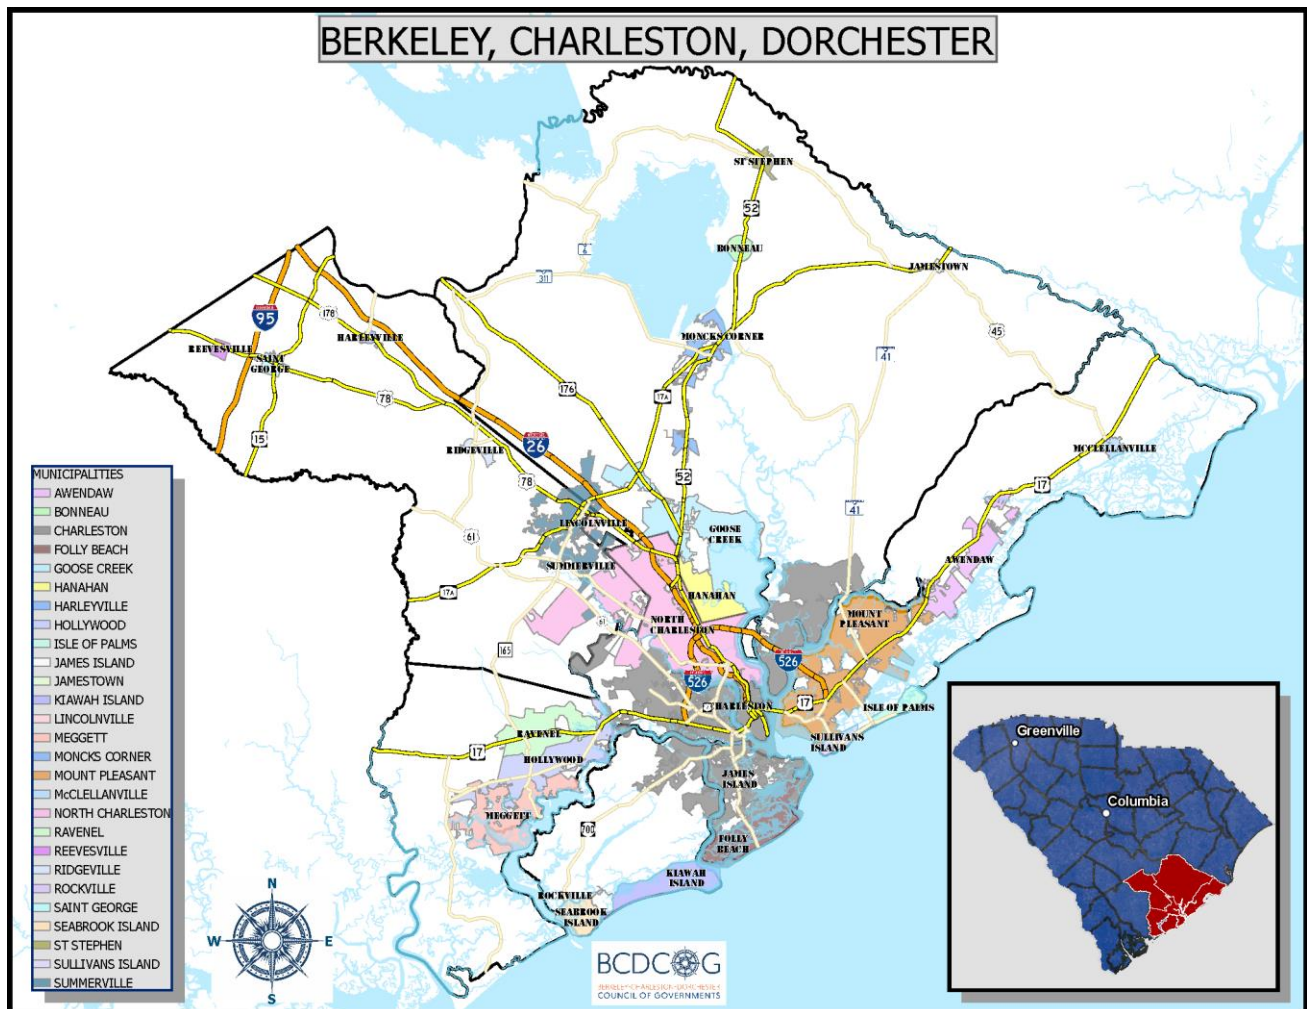 BERKELEY, CHARLESTON, DORCHESTER
ST STEPHEN
52
BONNEAU
6
311
JAMESTOWN
95
178
REEVESVILLE
HARLEYVILLE
SAINT
GEORGE
MONCKS CORNER
45
41
176
17A
78
15
RIDGEVILLE
26
78
52
MCCLELLANVILLE
17
41
LINCOLNVILLE
GOOSE
CREEK
61
SUMMERVILLE
AWENDAW
17A
HANAHAN
MOUNT
PLEASANT
NORTH
CHARLESTON
61
165
526
526
CHARLESTON
17
ISLE OF PALMS
RAVENEL
17
SULLIVANS
ISLAND
HOLLYWOOD
JAMES
ISLAND
MEGGETT
700
FOLLY
BEACH
KIAWAH
ISLAND
ROCKVILLE
SEABROOK
ISLAND
MUNICIPALITIES
AWENDAW
BONNEAU
CHARLESTON
FOLLY BEACH
GOOSE CREEK
HANAHAN
HARLEYVILLE
HOLLYWOOD
ISLE OF PALMS
JAMES ISLAND
JAMESTOWN
KIAWAH ISLAND
LINCOLNVILLE
MEGGETT
MONCKS CORNER
MOUNT PLEASANT
McCLELLANVILLE
NORTH CHARLESTON
RAVENEL
REEVESVILLE
RIDGEVILLE
ROCKVILLE
SAINT GEORGE
SEABROOK ISLAND
ST STEPHEN
SULLIVANS ISLAND
SUMMERVILLE
N
W E
S
BCDCOG
BERKELEY•CHARLESTON•DORCHESTER
COUNCIL OF GOVERNMENTS
Greenville
Columbia